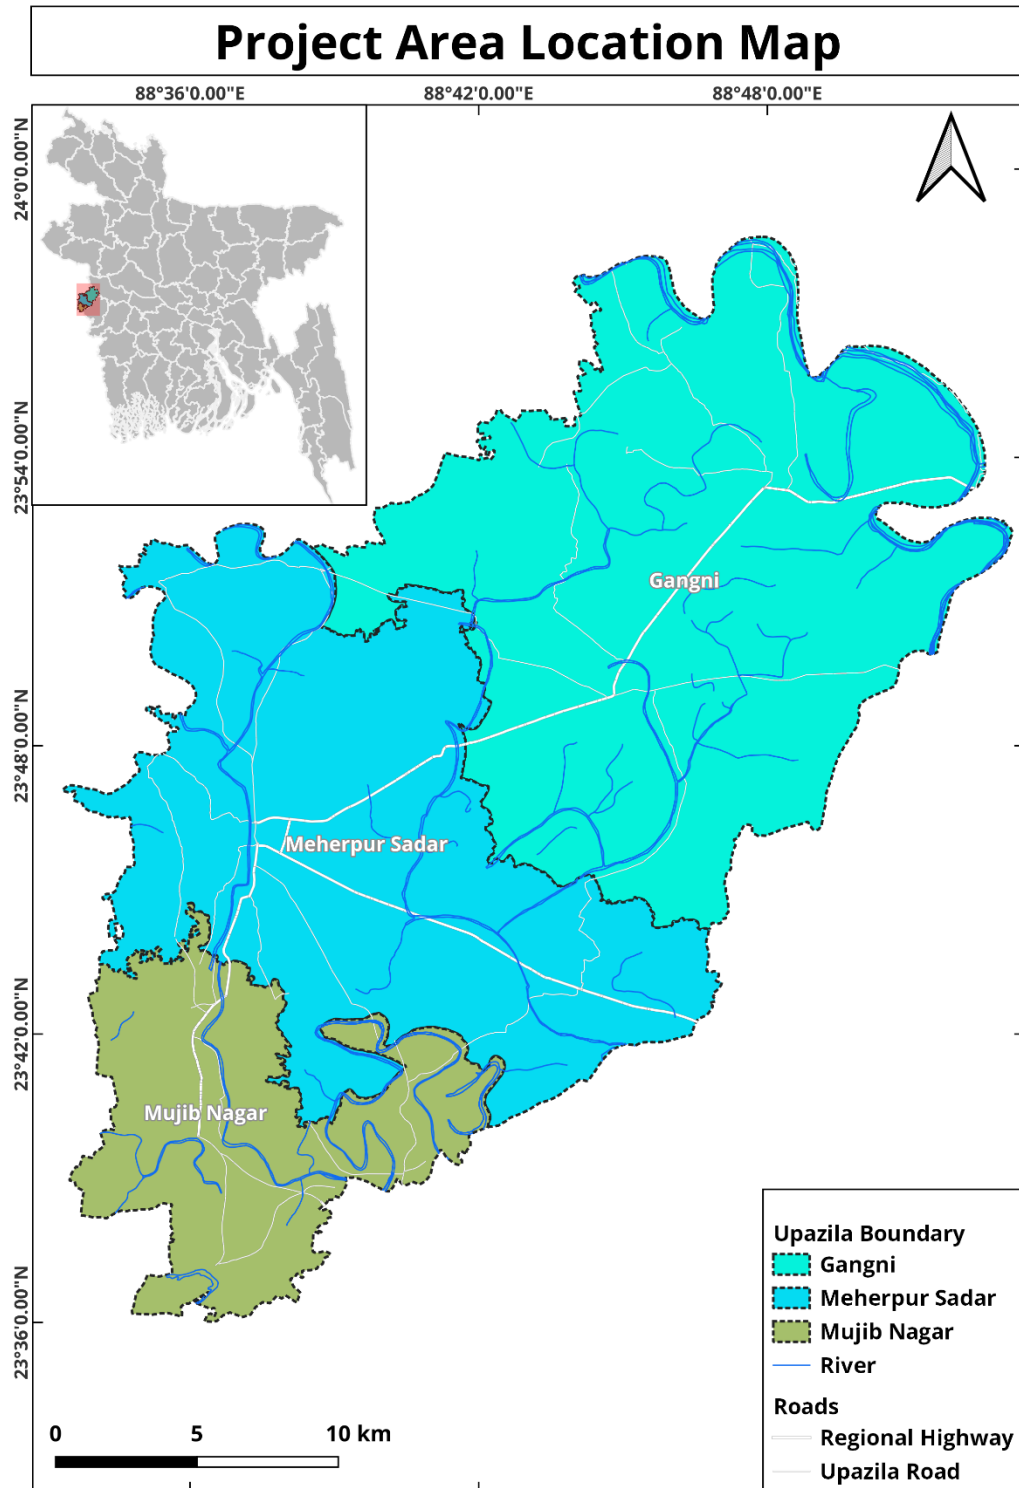 Project Area Location Map
88°36'0.00"E
88°42'0.00"E
88°48'0.00"E
24°0'0.00"N
23°54'0.00"N
23°48'0.00"N
23°42'0.00"N
23°36'0.00"N
Gangni
Meherpur Sadar
Mujib Nagar
Upazila Boundary
Gangni
Meherpur Sadar
Mujib Nagar
River
Roads
Regional Highway
Upazila Road
0 5 10 km